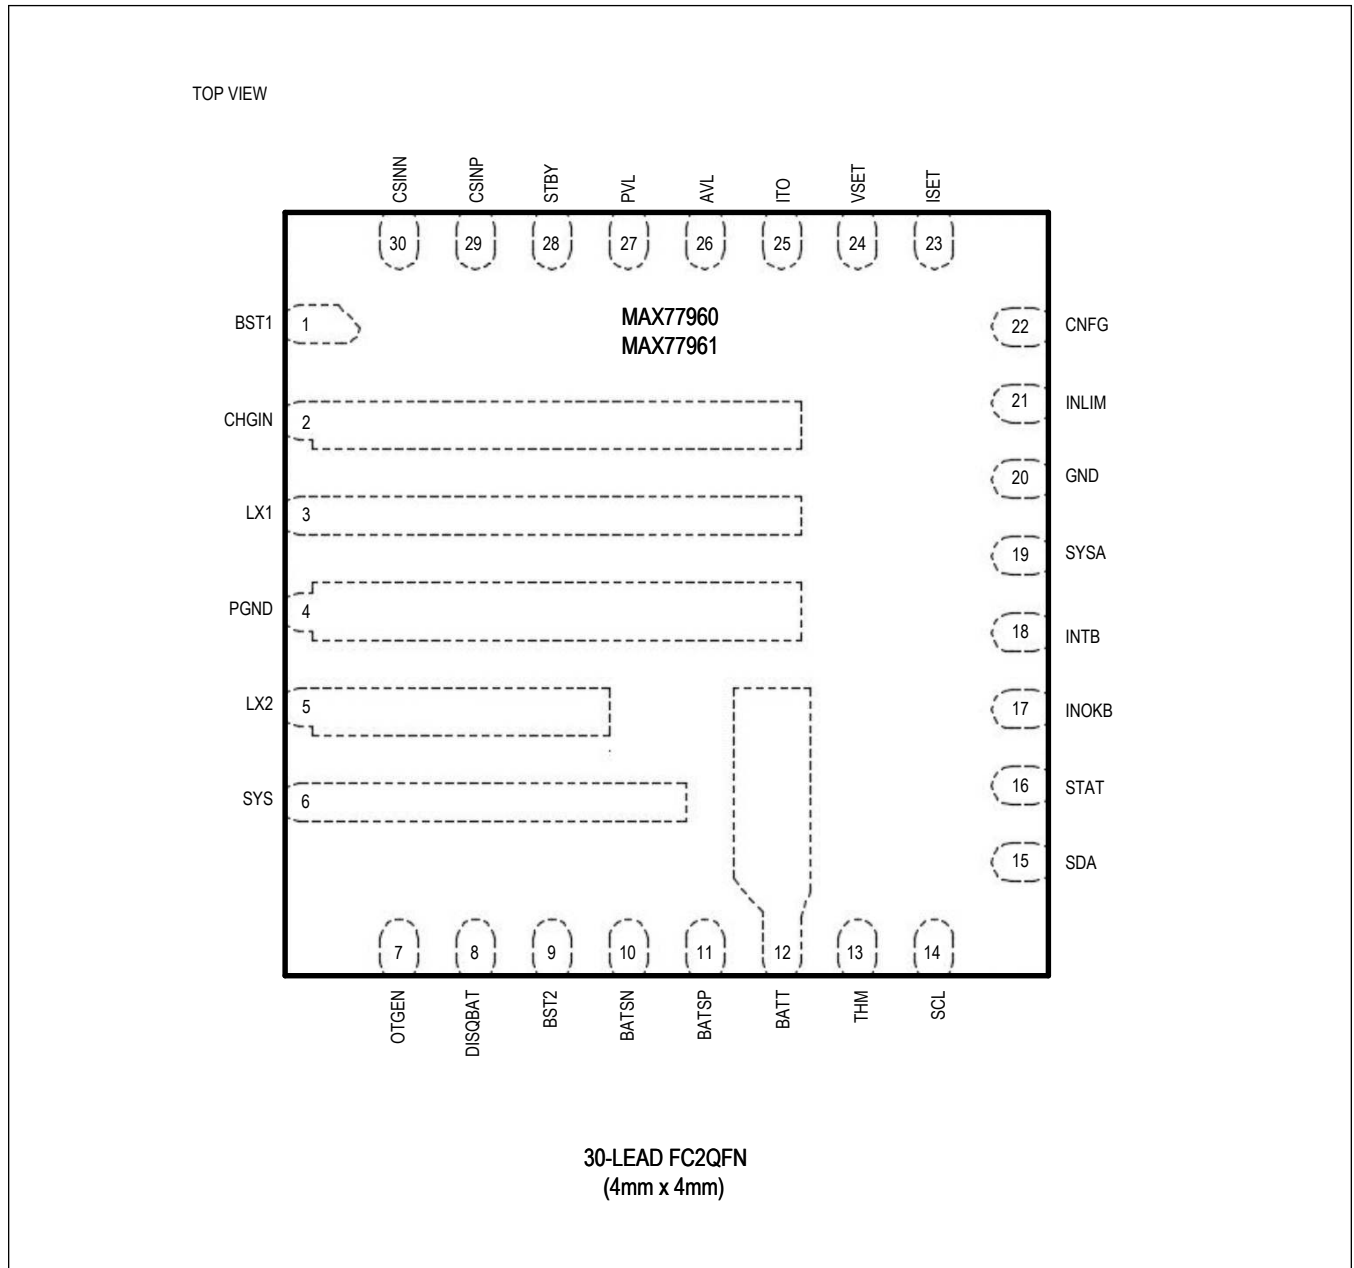 TOP VIEW
CSINN
CSINP
STBY
PVL
AVL
ITO
VSET
ISET
30
29
28
27
26
25
24
23
MAX77960
MAX77961
BST1
1
22
CNFG
CHGIN
2
21
INLIM
20
GND
LX1
3
19
SYSA
PGND
4
18
INTB
LX2
5
17
INOKB
SYS
6
16
STAT
15
SDA
7
8
9
10
11
12
13
14
OTGEN
DISQBAT
BST2
BATSN
BATSP
BATT
THM
SCL
30-LEAD FC2QFN
(4mm x 4mm)